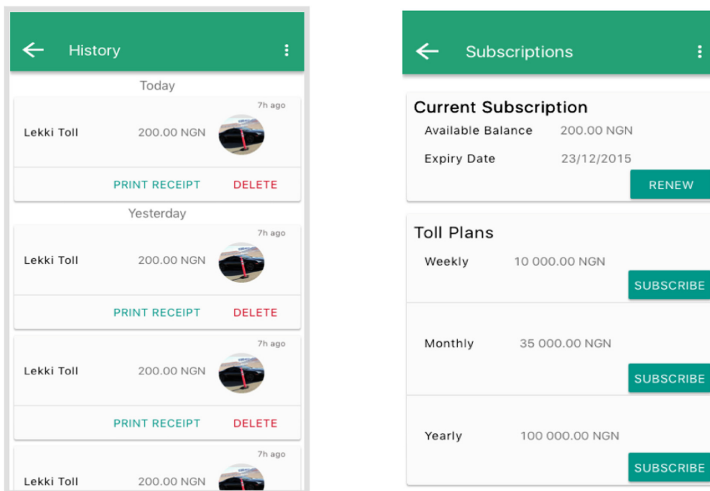 History
Today
7h ago
Lekki Toll 200.00 NGN
PRINT RECEIPT DELETE
Yesterday
7h ago
Lekki Toll 200.00 NGN
PRINT RECEIPT DELETE
7h ago
Lekki Toll 200.00 NGN
PRINT RECEIPT DELETE
7h ago
Lekki Toll 200.00 NGN
Subscriptions
Current Subscription
Available Balance 200.00 NGN
Expiry Date 23/12/2015
RENEW
Toll Plans
Weekly 10 000.00 NGN
SUBSCRIBE
Monthly 35 000.00 NGN
SUBSCRIBE
Yearly 100 000.00 NGN
SUBSCRIBE